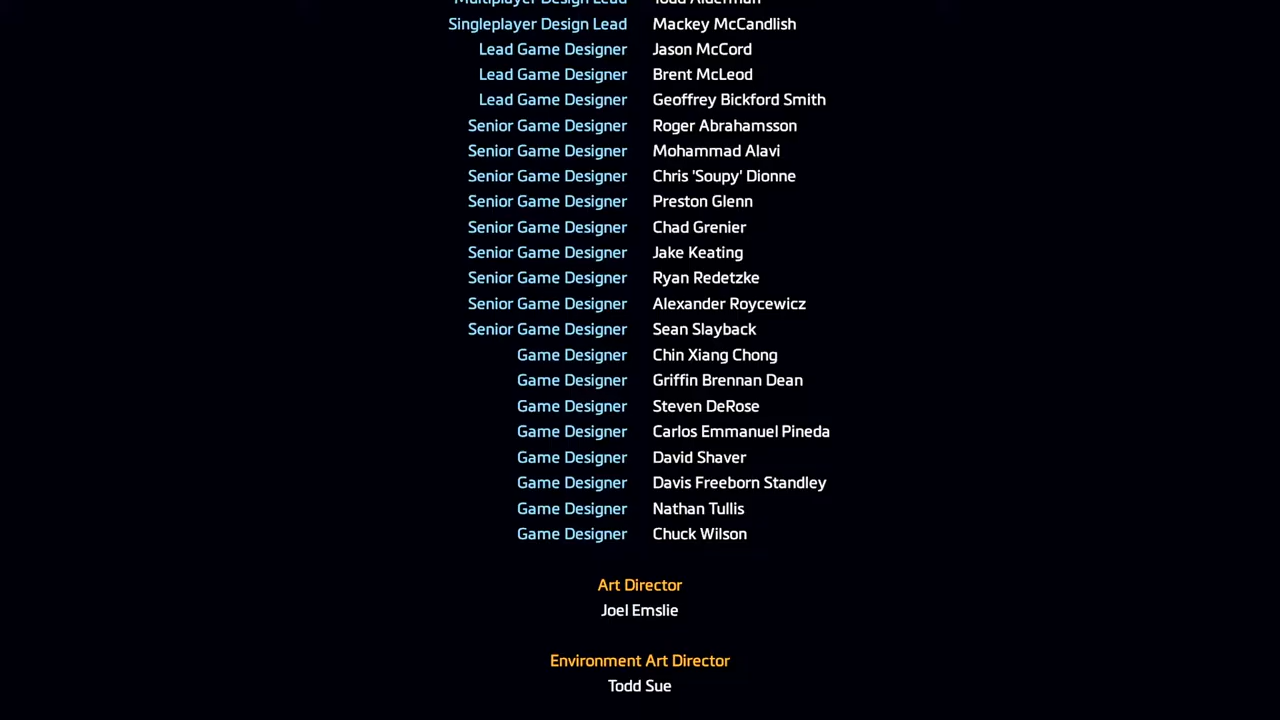 Multiplayer Design Lead Todd Alderman
Singleplayer Design Lead Mackey McCandlish
Lead Game Designer Jason McCord
Lead Game Designer Brent McLeod
Lead Game Designer Geoffrey Bickford Smith
Senior Game Designer Roger Abrahamsson
Senior Game Designer Mohammad Alavi
Senior Game Designer Chris 'Soupy' Dionne
Senior Game Designer Preston Glenn
Senior Game Designer Chad Grenier
Senior Game Designer Jake Keating
Senior Game Designer Ryan Redetzke
Senior Game Designer Alexander Roycewicz
Senior Game Designer Sean Slayback
Game Designer Chin Xiang Chong
Game Designer Griffin Brennan Dean
Game Designer Steven DeRose
Game Designer Carlos Emmanuel Pineda
Game Designer David Shaver
Game Designer Davis Freeborn Standley
Game Designer Nathan Tullis
Game Designer Chuck Wilson
Art Director
Joel Emslie
Environment Art Director
Todd Sue